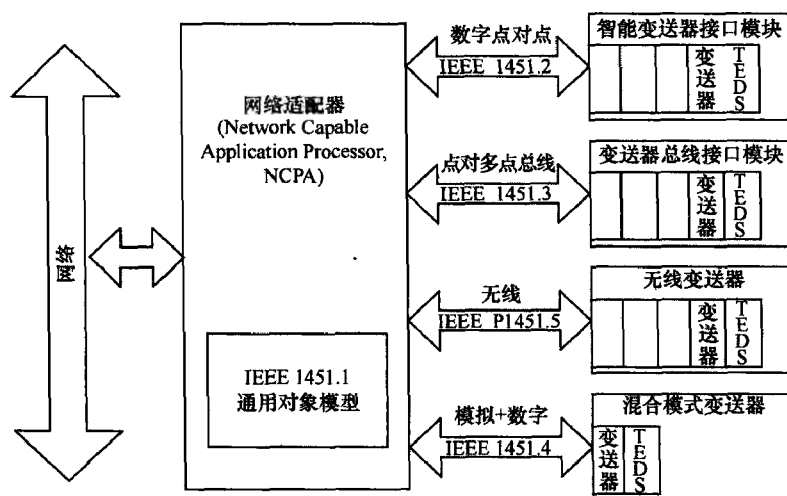 网络
网络适配器
(Network Capable
Application Processor,
NCPA)
IEEE 1451.1
通用对象模型
数字点对点
IEEE 1451.2
智能变送器接口模块
变送器
TEDS
点对多点总线
IEEE 1451.3
变送器总线接口模块
变送器
TEDS
无线
IEEE P1451.5
无线变送器
变送器
TEDS
模拟+数字
IEEE 1451.4
混合模式变送器
变送器
TEDS